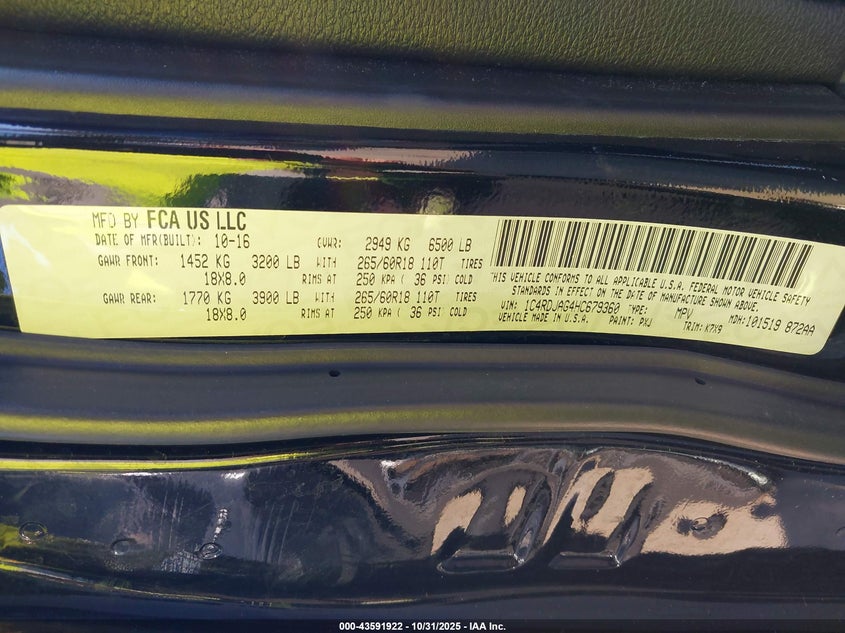 MFD BY FCA US LLC
DATE OF MFR(BUILT): 10-16 GVWR: 2949 KG 6500 LB
GAWR FRONT: 1452 KG 3200 LB WITH 265/60R18 110T TIRES
18X8.0 RIMS AT 250 KPA ( 36 PSI) COLD
GAWR REAR: 1770 KG 3900 LB WITH 265/60R18 110T TIRES
18X8.0 RIMS AT 250 KPA ( 36 PSI) COLD
THIS VEHICLE CONFORMS TO ALL APPLICABLE U.S.A. FEDERAL MOTOR VEHICLE SAFETY
STANDARDS IN EFFECT ON THE DATE OF MANUFACTURE SHOWN ABOVE.
VIN: 1C4RDJAG4HC679360 TYPE: MPV MDH: 101519 872AA
VEHICLE MADE IN U.S.A. PAINT: PXJ TRIM: K7X9
000-43591922 - 10/31/2025 - IAA Inc.